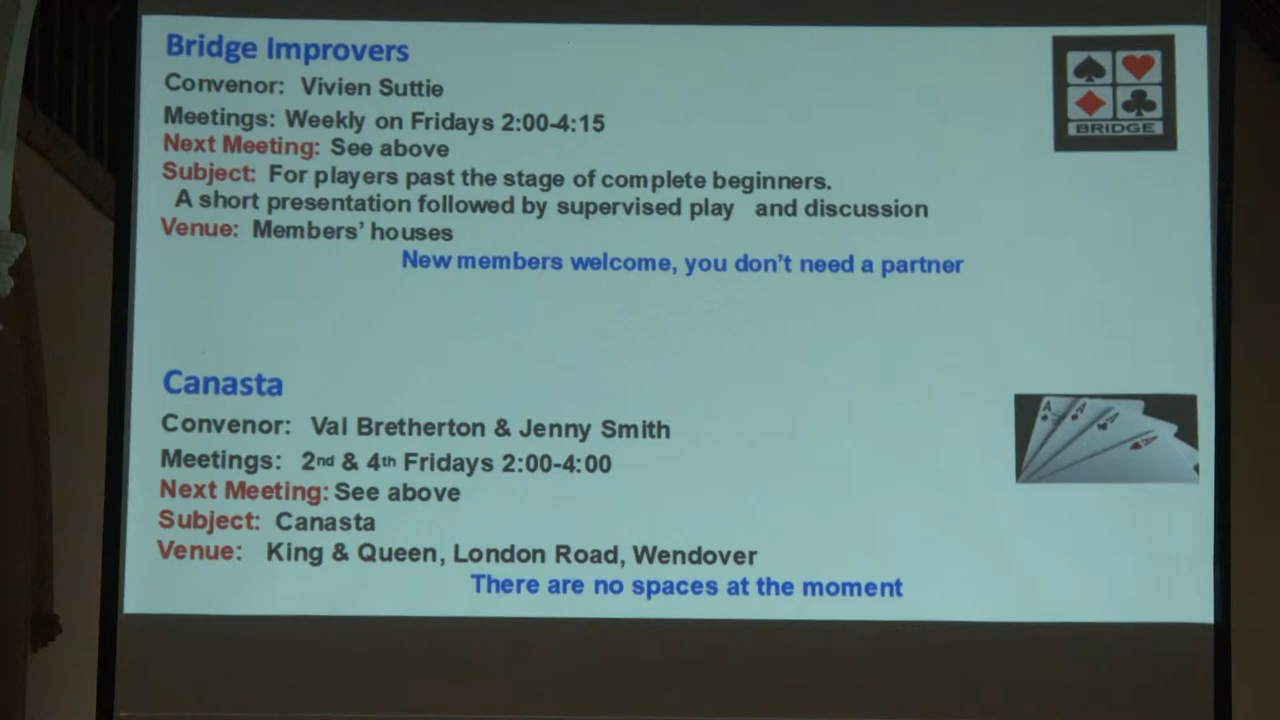 Bridge Improvers
Convenor: Vivien Suttie
Meetings: Weekly on Fridays 2:00-4:15
Next Meeting: See above
Subject: For players past the stage of complete beginners.
A short presentation followed by supervised play and discussion
Venue: Members’ houses
New members welcome, you don’t need a partner
BRIDGE
Canasta
Convenor: Val Bretherton & Jenny Smith
Meetings: 2nd & 4th Fridays 2:00-4:00
Next Meeting: See above
Subject: Canasta
Venue: King & Queen, London Road, Wendover
There are no spaces at the moment
A A A A